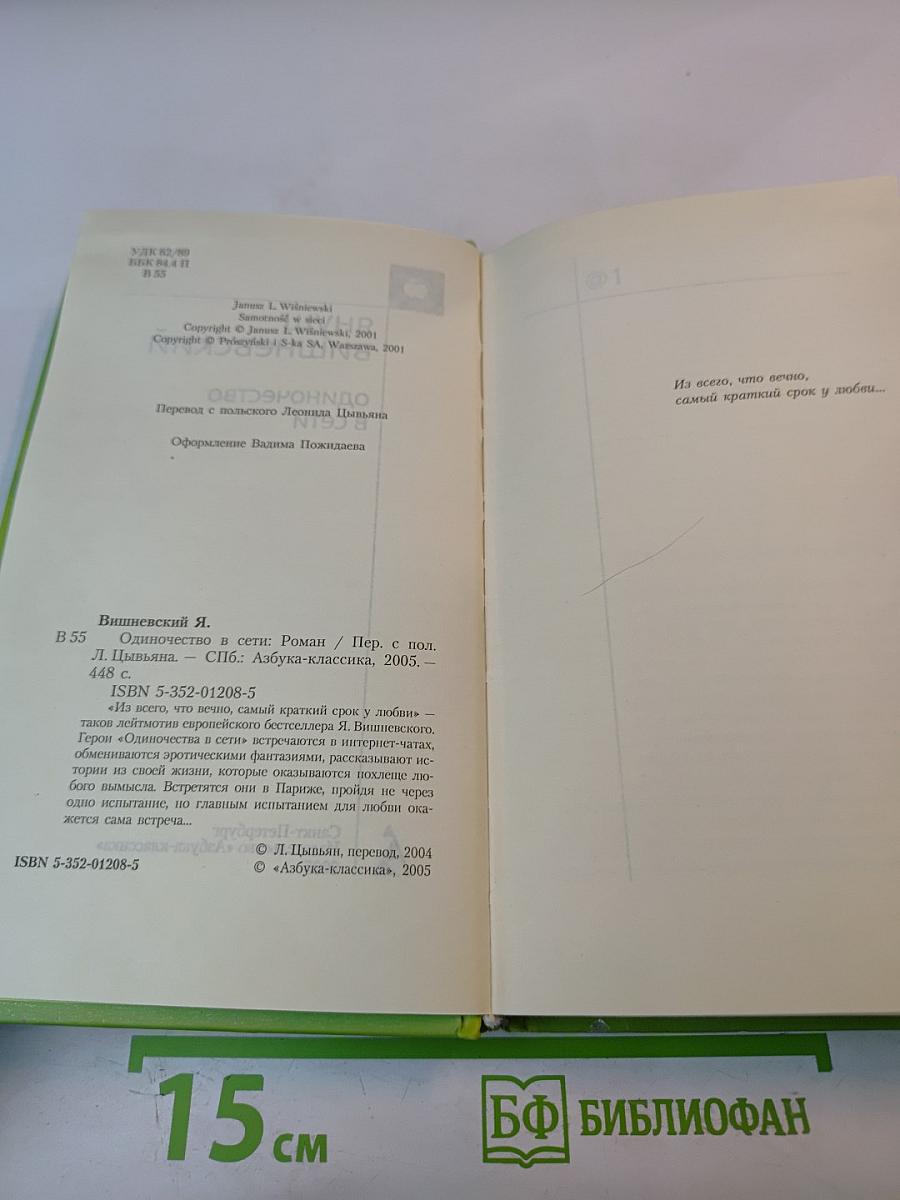 УДК 82/89
ББК 84.4 П
В 55
Janusz L. Wiśniewski
Samotność w sieci
Copyright © Janusz L. Wiśniewski, 2001
Copyright © Prószyński i S-ka SA, Warszawa, 2001
Перевод с польского Леонида Цывьяна
Оформление Вадима Пожидаева
Вишневский Я.
В 55 Одиночество в сети: Роман / Пер. с пол.
Л. Цывьяна. — СПб.: Азбука-классика, 2005. —
448 с.
ISBN 5-352-01208-5
«Из всего, что вечно, самый краткий срок у любви» —
таков лейтмотив европейского бестселлера Я. Вишневского.
Герои «Одиночества в сети» встречаются в интернет-чатах,
обмениваются эротическими фантазиями, рассказывают ис-
тории из своей жизни, которые оказываются похлеще лю-
бого вымысла. Встретятся они в Париже, пройдя не через
одно испытание, но главным испытанием для любви ока-
жется сама встреча...
© Л. Цывьян, перевод, 2004
ISBN 5-352-01208-5 © «Азбука-классика», 2005
Из всего, что вечно,
самый краткий срок у любви...
15 см
БФ БИБЛИОФАН